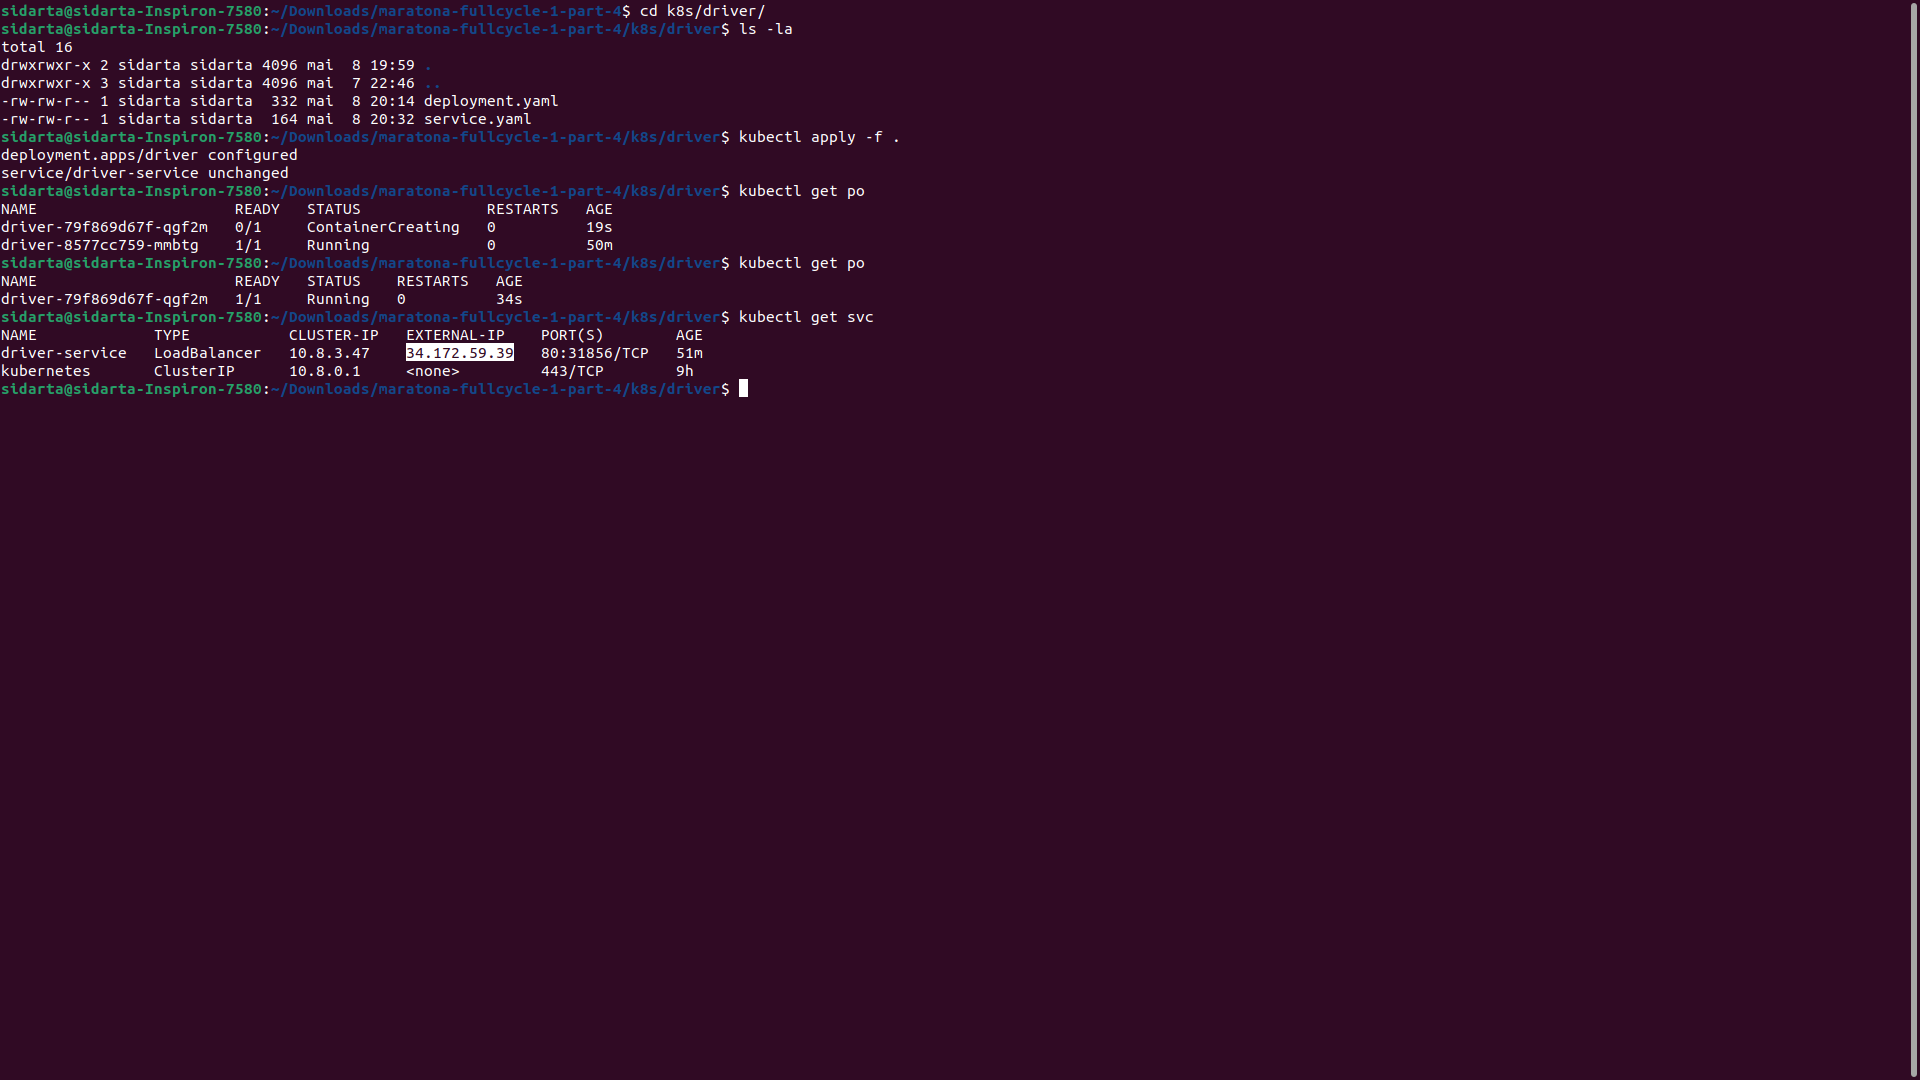 sidarta@sidarta-Inspiron-7580:~/Downloads/maratona-fullcycle-1-part-4$ cd k8s/driver/
sidarta@sidarta-Inspiron-7580:~/Downloads/maratona-fullcycle-1-part-4/k8s/driver$ ls -la
total 16
drwxrwxr-x 2 sidarta sidarta 4096 mai  8 19:59 .
drwxrwxr-x 3 sidarta sidarta 4096 mai  7 22:46 ..
-rw-rw-r-- 1 sidarta sidarta  332 mai  8 20:14 deployment.yaml
-rw-rw-r-- 1 sidarta sidarta  164 mai  8 20:32 service.yaml
sidarta@sidarta-Inspiron-7580:~/Downloads/maratona-fullcycle-1-part-4/k8s/driver$ kubectl apply -f .
deployment.apps/driver configured
service/driver-service unchanged
sidarta@sidarta-Inspiron-7580:~/Downloads/maratona-fullcycle-1-part-4/k8s/driver$ kubectl get po
NAME                      READY   STATUS              RESTARTS   AGE
driver-79f869d67f-qgf2m   0/1     ContainerCreating   0          19s
driver-8577cc759-mmbtg    1/1     Running             0          50m
sidarta@sidarta-Inspiron-7580:~/Downloads/maratona-fullcycle-1-part-4/k8s/driver$ kubectl get po
NAME                      READY   STATUS    RESTARTS   AGE
driver-79f869d67f-qgf2m   1/1     Running   0          34s
sidarta@sidarta-Inspiron-7580:~/Downloads/maratona-fullcycle-1-part-4/k8s/driver$ kubectl get svc
NAME             TYPE           CLUSTER-IP   EXTERNAL-IP    PORT(S)        AGE
driver-service   LoadBalancer   10.8.3.47    34.172.59.39   80:31856/TCP   51m
kubernetes       ClusterIP      10.8.0.1     <none>         443/TCP        9h
sidarta@sidarta-Inspiron-7580:~/Downloads/maratona-fullcycle-1-part-4/k8s/driver$